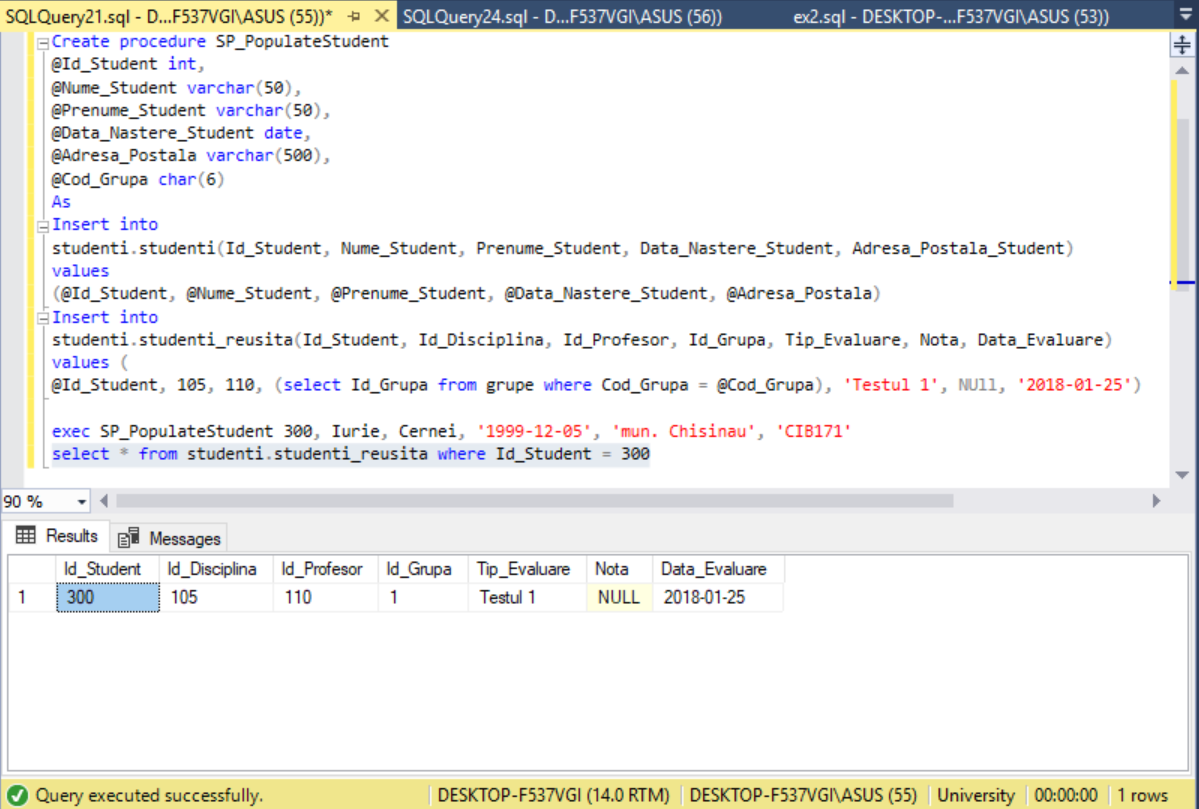 SQLQuery21.sql - D...F537VGI\ASUS (55))* SQLQuery24.sql - D...F537VGI\ASUS (56)) ex2.sql - DESKTOP-...F537VGI\ASUS (53))
Create procedure SP_PopulateStudent
@Id_Student int,
@Nume_Student varchar(50),
@Prenume_Student varchar(50),
@Data_Nastere_Student date,
@Adresa_Postala varchar(500),
@Cod_Grupa char(6)
As
Insert into
studenti.studenti(Id_Student, Nume_Student, Prenume_Student, Data_Nastere_Student, Adresa_Postala_Student)
values
(@Id_Student, @Nume_Student, @Prenume_Student, @Data_Nastere_Student, @Adresa_Postala)
Insert into
studenti.studenti_reusita(Id_Student, Id_Disciplina, Id_Profesor, Id_Grupa, Tip_Evaluare, Nota, Data_Evaluare)
values (
@Id_Student, 105, 110, (select Id_Grupa from grupe where Cod_Grupa = @Cod_Grupa), 'Testul 1', NUll, '2018-01-25')
exec SP_PopulateStudent 300, Iurie, Cernei, '1999-12-05', 'mun. Chisinau', 'CIB171'
select * from studenti.studenti_reusita where Id_Student = 300
90 %
Results Messages
Id_Student Id_Disciplina Id_Profesor Id_Grupa Tip_Evaluare Nota Data_Evaluare
1 300 105 110 1 Testul 1 NULL 2018-01-25
Query executed successfully. DESKTOP-F537VGI (14.0 RTM) DESKTOP-F537VGI\ASUS (55) University 00:00:00 1 rows